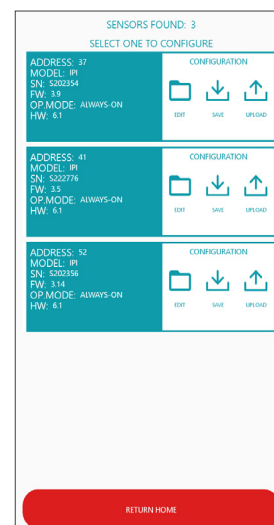 SENSORS FOUND: 3
SELECT ONE TO CONFIGURE
ADDRESS: 37
MODEL: IPI
SN: S202354
FW: 3.9
OP.MODE: ALWAYS-ON
HW: 6.1
CONFIGURATION
EDIT SAVE UPLOAD
ADDRESS: 41
MODEL: IPI
SN: S222776
FW: 3.5
OP.MODE: ALWAYS-ON
HW: 6.1
CONFIGURATION
EDIT SAVE UPLOAD
ADDRESS: 52
MODEL: IPI
SN: S202356
FW: 3.14
OP.MODE: ALWAYS-ON
HW: 6.1
CONFIGURATION
EDIT SAVE UPLOAD
RETURN HOME